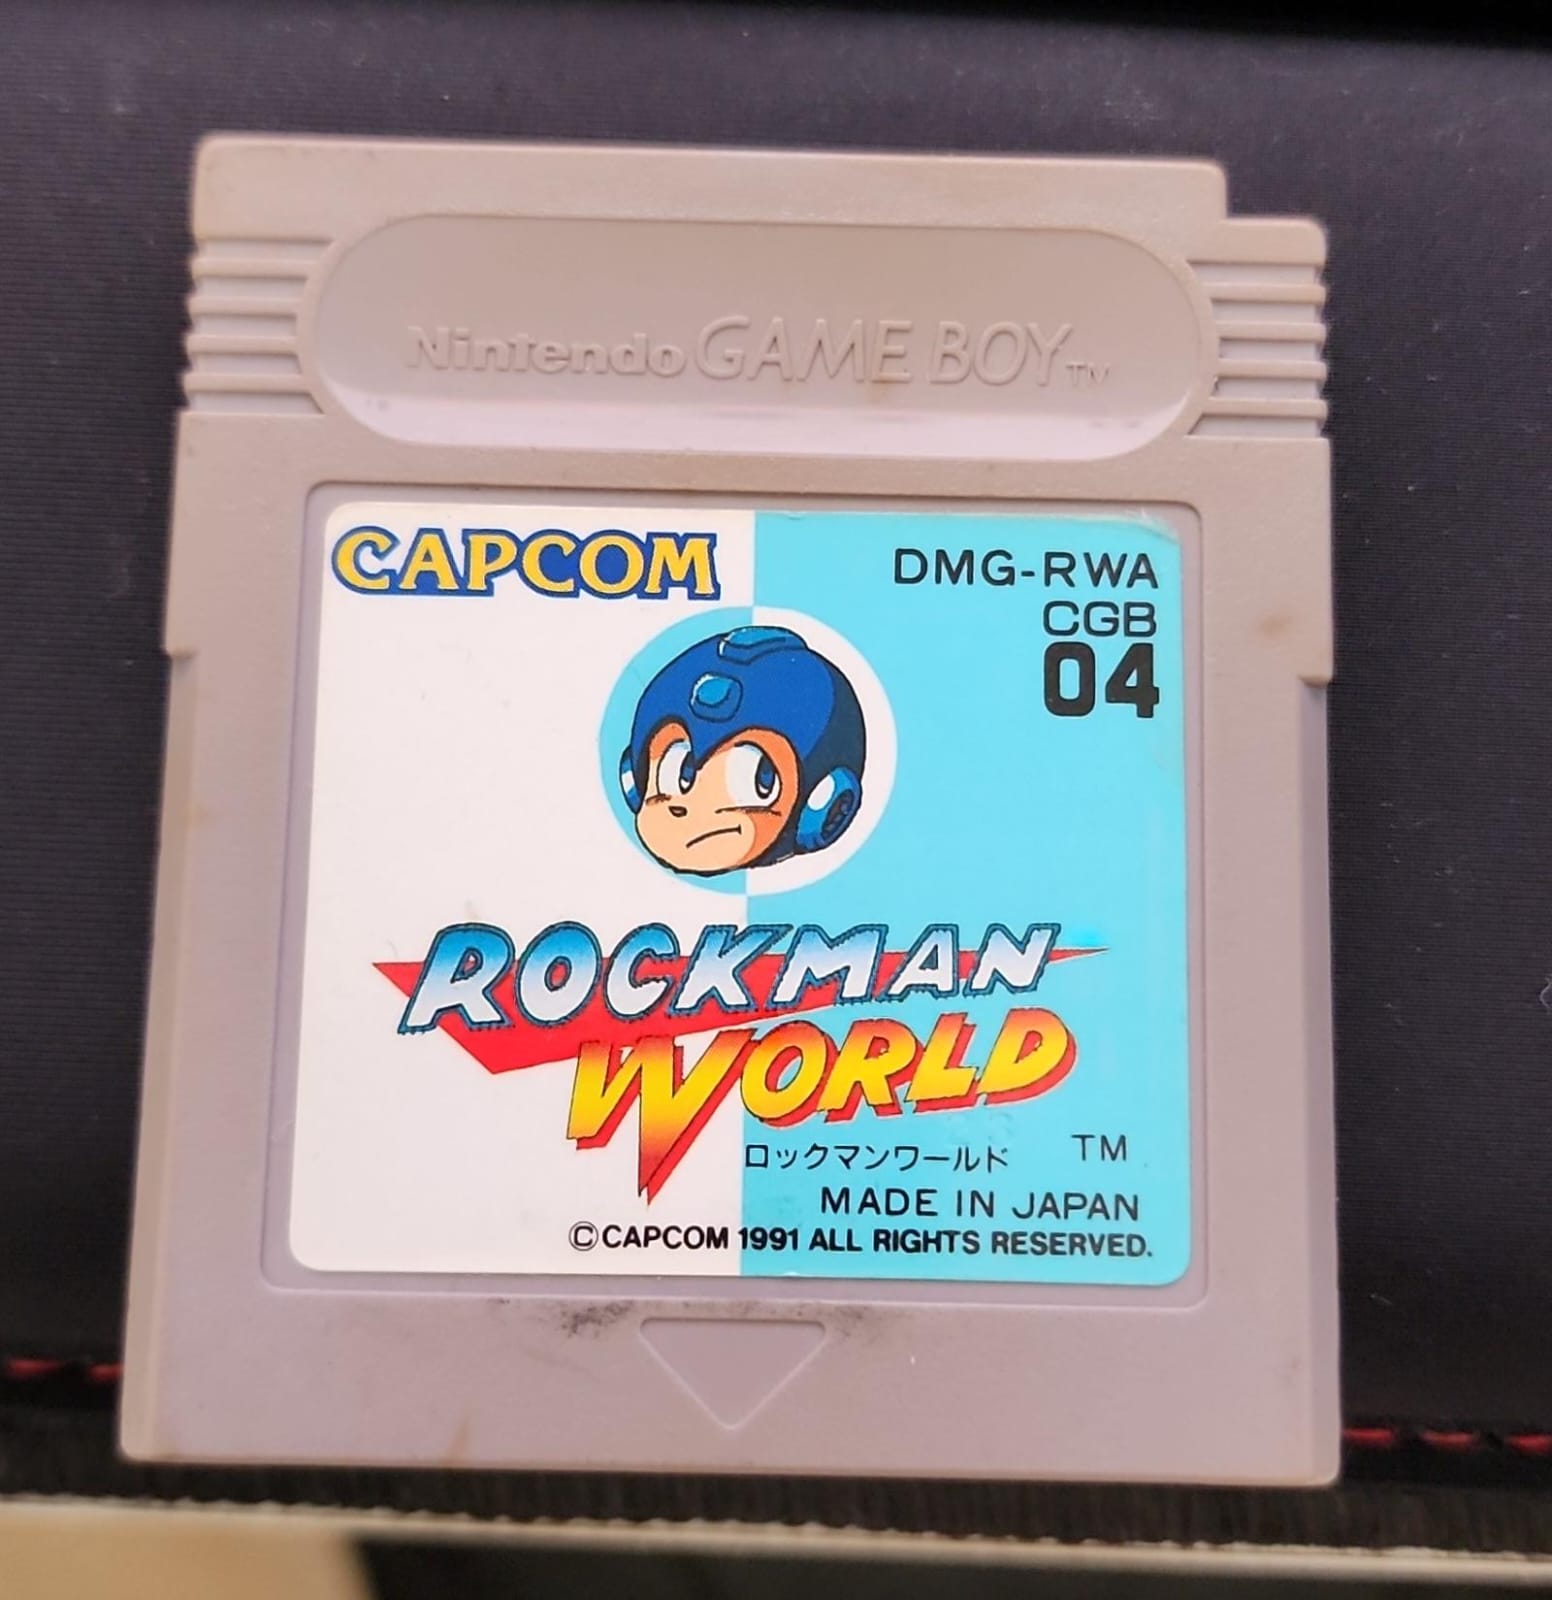 Nintendo GAME BOY TM
CAPCOM
DMG-RWA
CGB
04
ROCKMAN
WORLD
ロックマンワールド TM
MADE IN JAPAN
©CAPCOM 1991 ALL RIGHTS RESERVED.